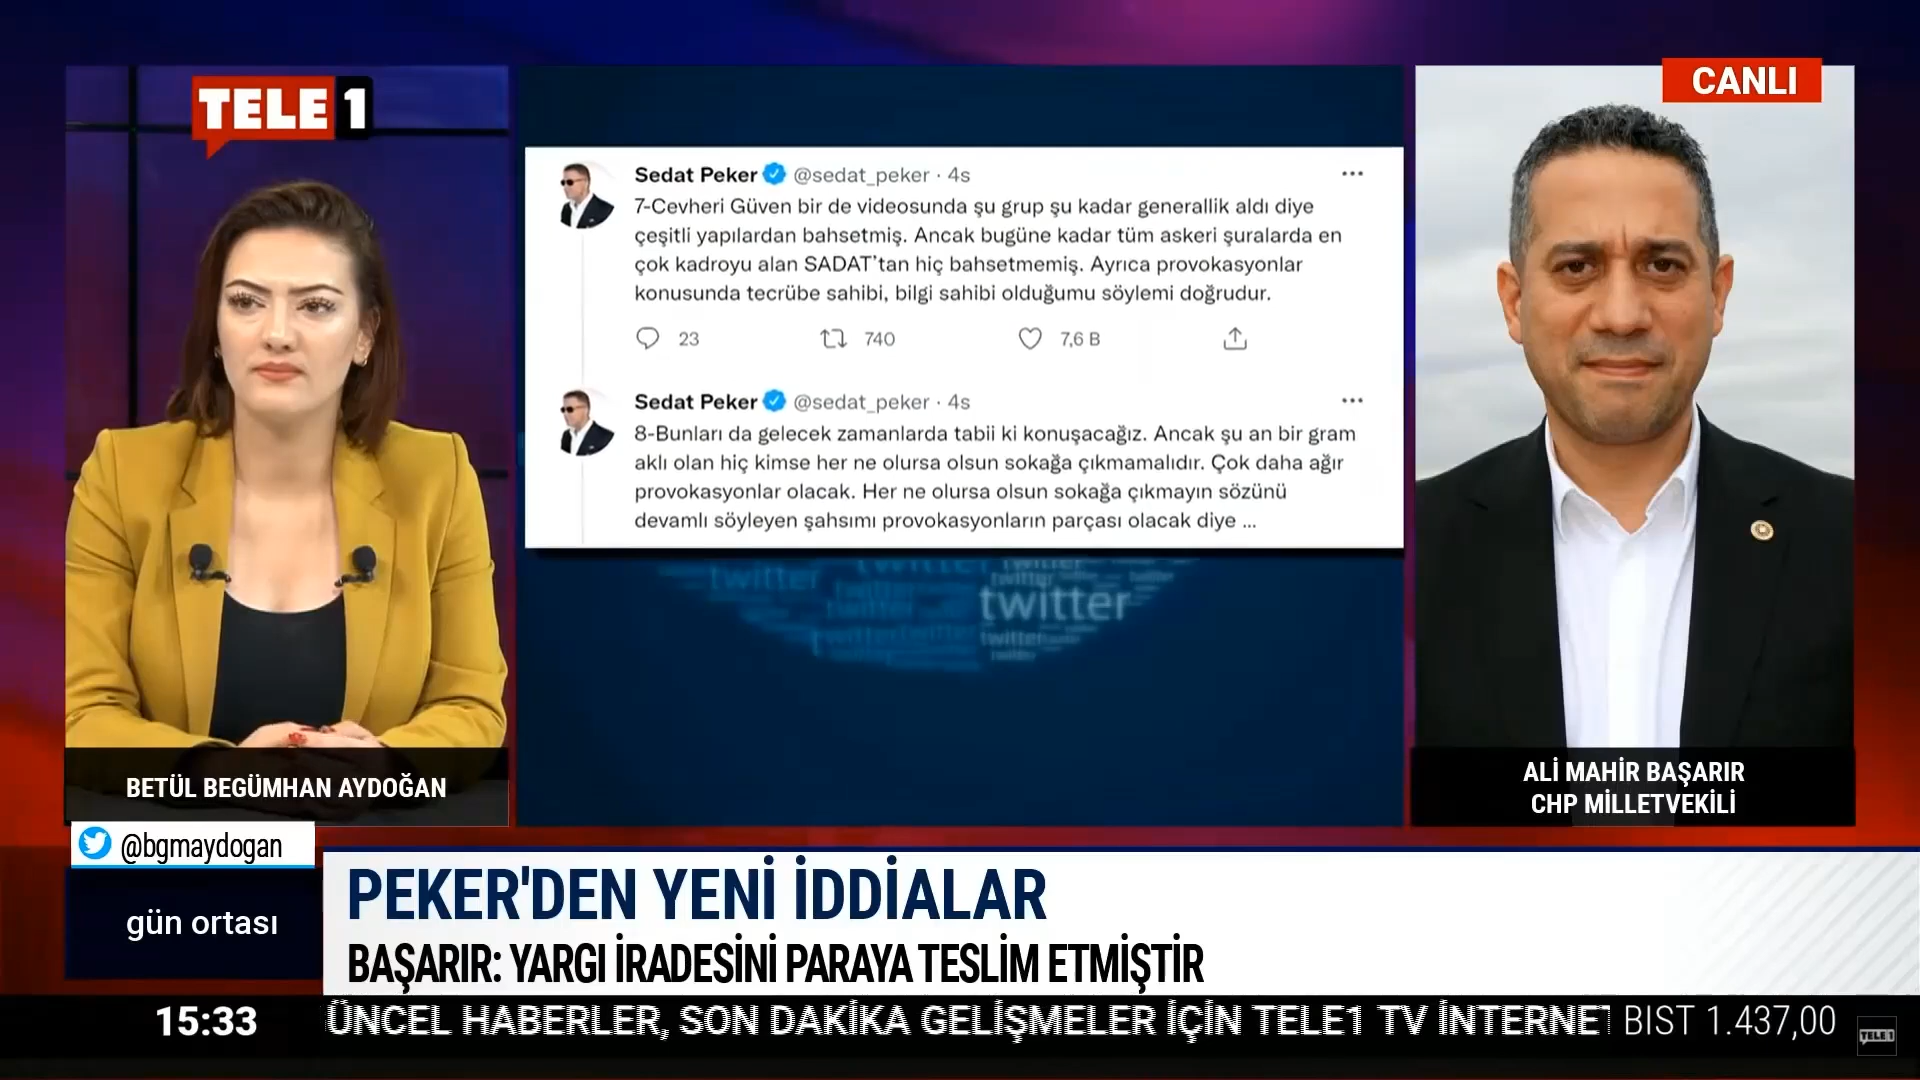 TELE 1
CANLI
Sedat Peker @sedat_peker · 4s
7-Cevheri Güven bir de videosunda şu grup şu kadar generallik aldı diye
çeşitli yapılardan bahsetmiş. Ancak bugüne kadar tüm askeri şuralarda en
çok kadroyu alan SADAT'tan hiç bahsetmemiş. Ayrıca provokasyonlar
konusunda tecrübe sahibi, bilgi sahibi olduğumu söylemi doğrudur.
23 740 7,6 B
Sedat Peker @sedat_peker · 4s
8-Bunları da gelecek zamanlarda tabii ki konuşacağız. Ancak şu an bir gram
aklı olan hiç kimse her ne olursa olsun sokağa çıkmamalıdır. Çok daha ağır
provokasyonlar olacak. Her ne olursa olsun sokağa çıkmayın sözünü
devamlı söyleyen şahsımı provokasyonların parçası olacak diye ...
twitter
twitter
twitter
twitter
BETÜL BEGÜMHAN AYDOĞAN
ALİ MAHİR BAŞARIR
CHP MİLLETVEKİLİ
@bgmaydogan
gün ortası
PEKER'DEN YENİ İDDİALAR
BAŞARIR: YARGI İRADESİNİ PARAYA TESLİM ETMİŞTİR
15:33
ÜNCEL HABERLER, SON DAKİKA GELİŞMELER İÇİN TELE1 TV İNTERNET
BIST 1.437,00
TELE1